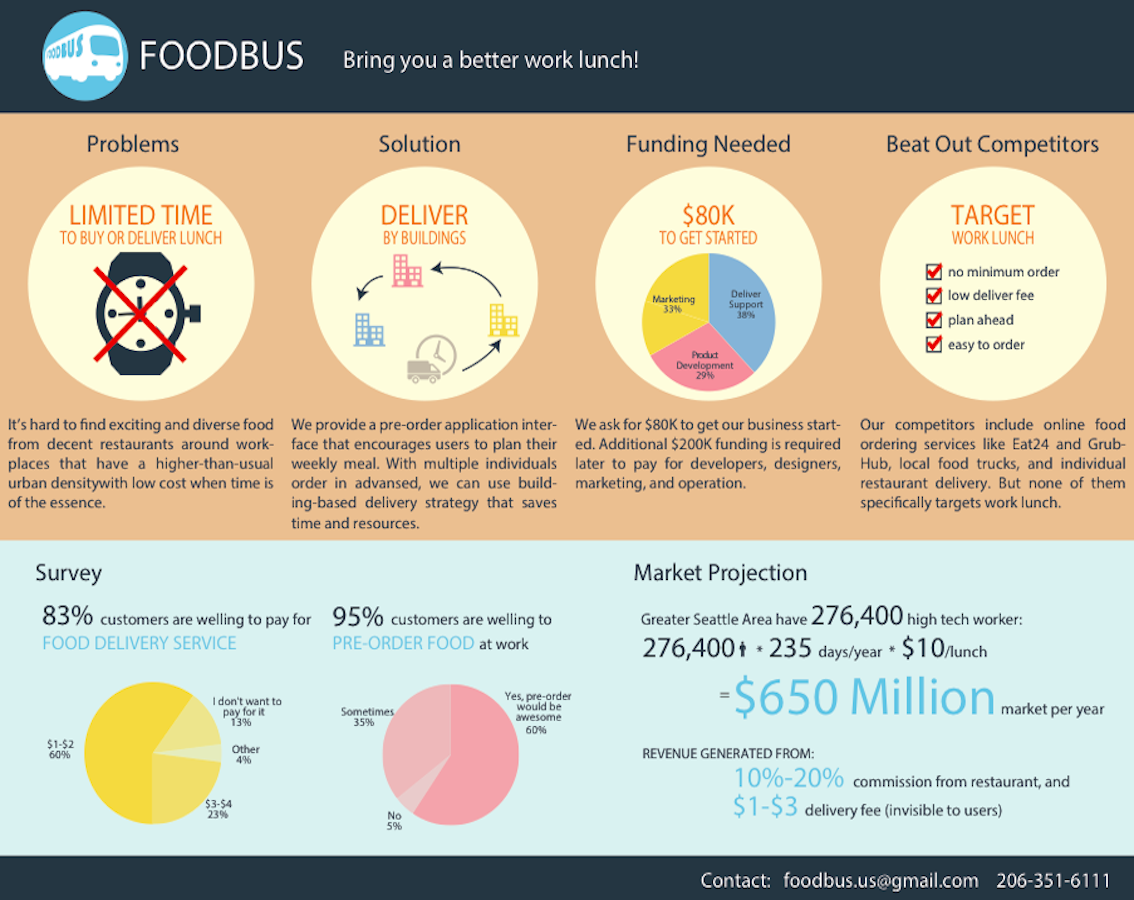 FOODBUS
FOODBUS
Bring you a better work lunch!
Problems
LIMITED TIME
TO BUY OR DELIVER LUNCH
It's hard to find exciting and diverse food
from decent restaurants around work-
places that have a higher-than-usual
urban densitywith low cost when time is
of the essence.
Solution
DELIVER
BY BUILDINGS
We provide a pre-order application inter-
face that encourages users to plan their
weekly meal. With multiple individuals
order in advansed, we can use build-
ing-based delivery strategy that saves
time and resources.
Funding Needed
$80K
TO GET STARTED
Marketing
33%
Deliver
Support
38%
Product
Development
29%
We ask for $80K to get our business start-
ed. Additional $200K funding is required
later to pay for developers, designers,
marketing, and operation.
Beat Out Competitors
TARGET
WORK LUNCH
no minimum order
low deliver fee
plan ahead
easy to order
Our competitors include online food
ordering services like Eat24 and Grub-
Hub, local food trucks, and individual
restaurant delivery. But none of them
specifically targets work lunch.
Survey
83% customers are welling to pay for
FOOD DELIVERY SERVICE
$1-$2
60%
I don't want to
pay for it
13%
Other
4%
$3-$4
23%
95% customers are welling to
PRE-ORDER FOOD at work
Sometimes
35%
Yes, pre-order
would be
awesome
60%
No
5%
Market Projection
Greater Seattle Area have 276,400 high tech worker:
276,400 * 235 days/year * $10/lunch
= $650 Million market per year
REVENUE GENERATED FROM:
10%-20% commission from restaurant, and
$1-$3 delivery fee (invisible to users)
Contact: foodbus.us@gmail.com 206-351-6111